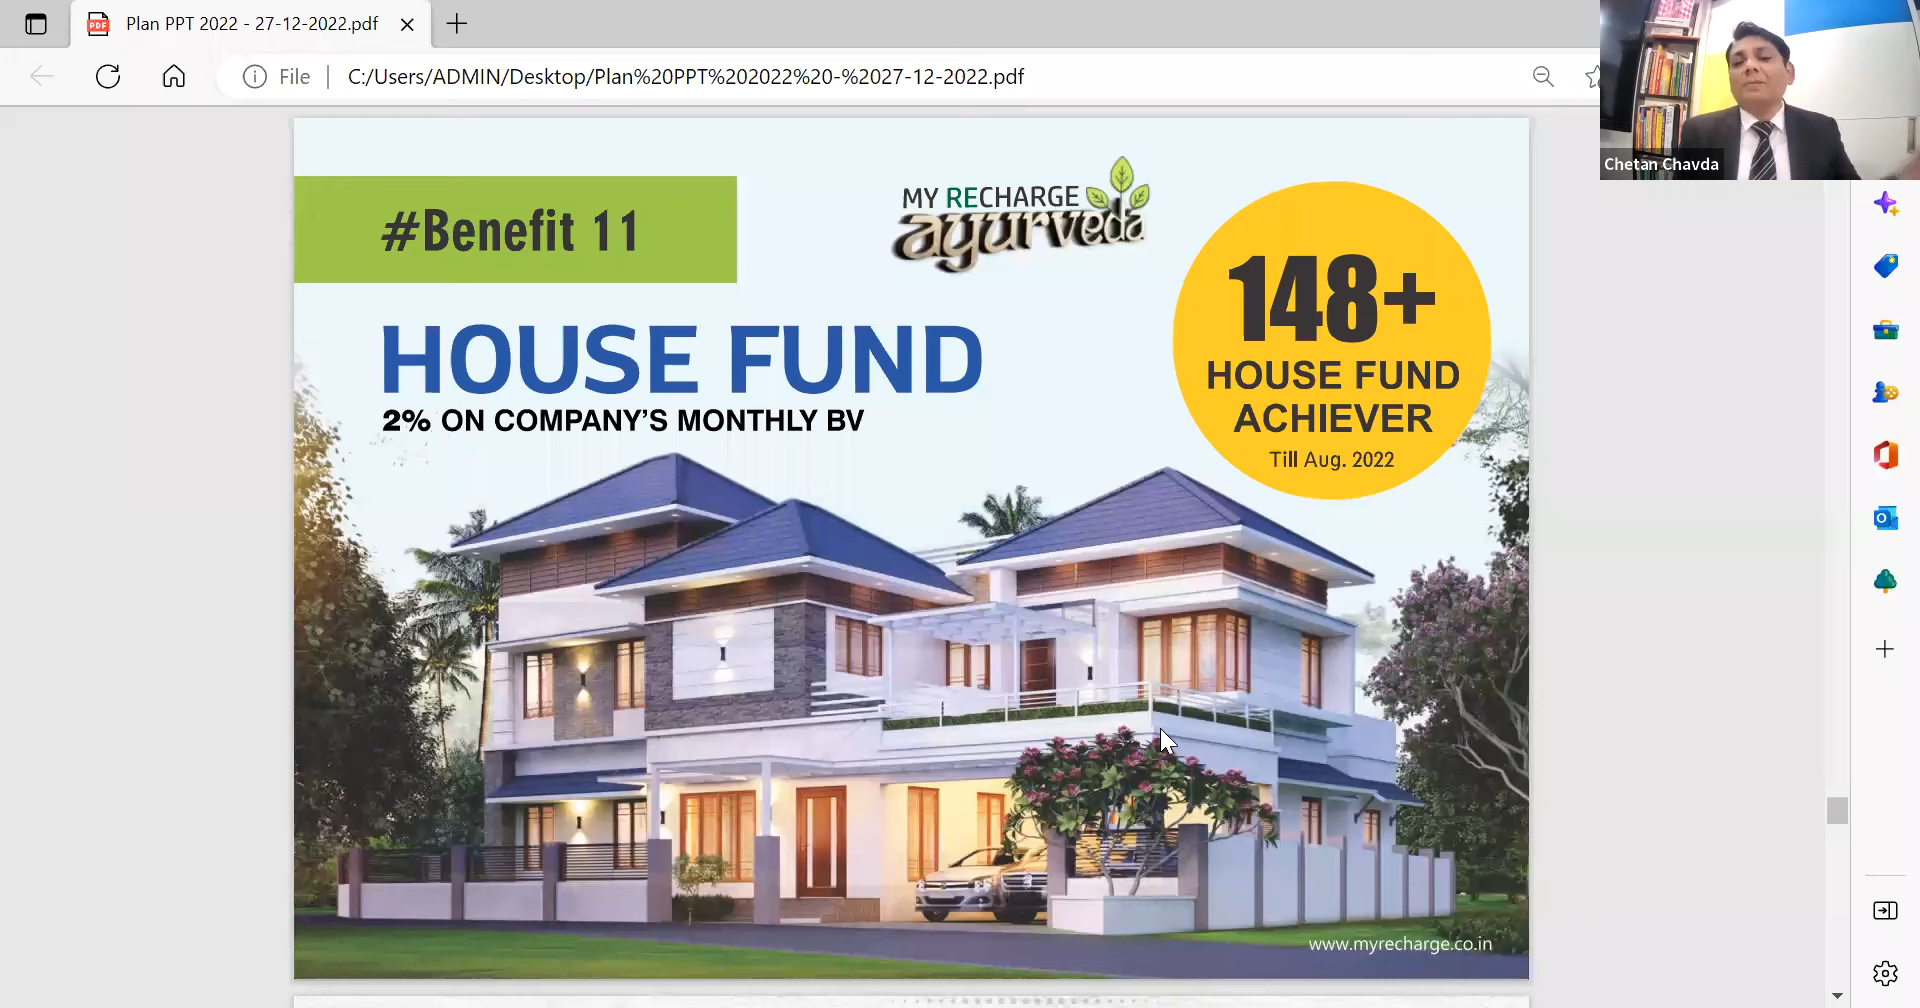 Plan PPT 2022 - 27-12-2022.pdf
PDF
File
C:/Users/ADMIN/Desktop/Plan%20PPT%202022%20-%2027-12-2022.pdf
Chetan Chavda
#Benefit 11
MY RECHARGE
ayurveda
148+
HOUSE FUND
ACHIEVER
Till Aug. 2022
HOUSE FUND
2% ON COMPANY'S MONTHLY BV
www.myrecharge.co.in